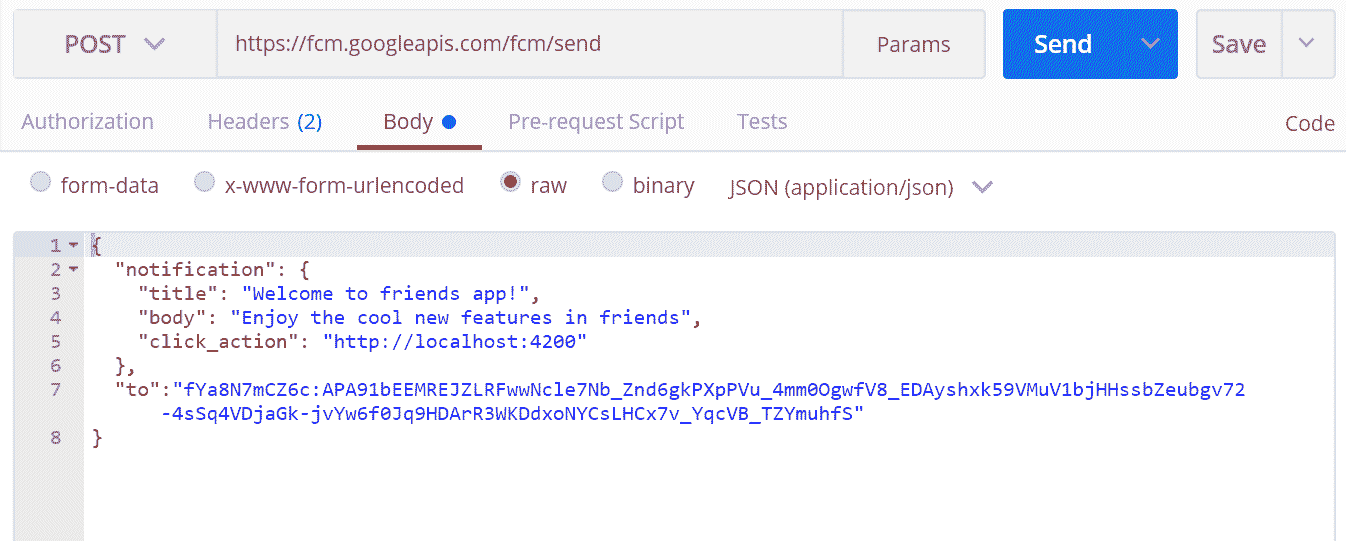 POST https://fcm.googleapis.com/fcm/send Params Send Save
Authorization Headers (2) Body Pre-request Script Tests Code
form-data x-www-form-urlencoded raw binary JSON (application/json)
1 {
2 "notification": {
3 "title": "Welcome to friends app!",
4 "body": "Enjoy the cool new features in friends",
5 "click_action": "http://localhost:4200"
6 },
7 "to":"fYa8N7mCZ6c:APA91bEEMREJZLRFwwNcle7Nb_Znd6gkPXpPVu_4mm0OgwfV8_EDAyshxk59VMuV1bjHHssbZeubgv72
-4sSq4VDjaGk-jvYw6f0Jq9HDArR3WKDdxoNYCsLHCx7v_YqcVB_TZYmuhfS"
8 }